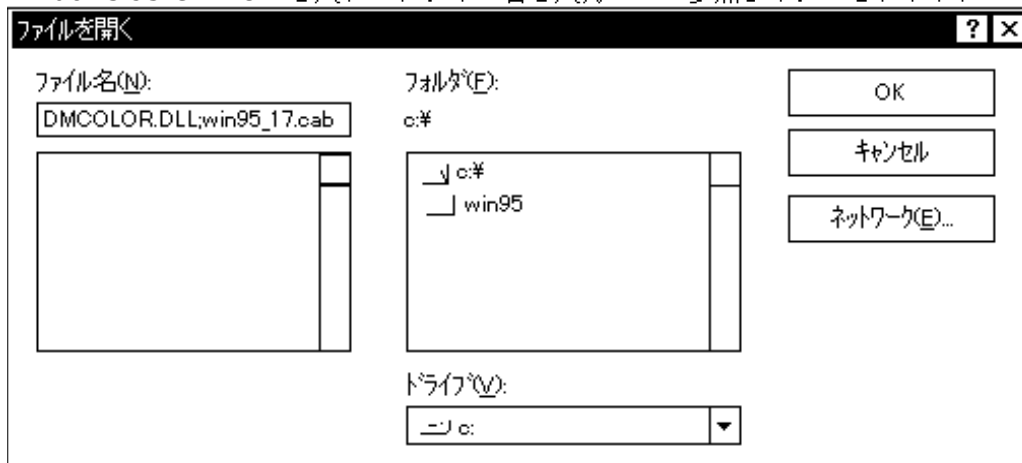 ファイルを開く
? ×
ファイル名(N):
DMCOLOR.DLL;win95_17.cab
フォルダ(F):
c:¥
c:¥
win95
ドライブ(V):
c:
OK
キャンセル
ネットワーク(E)...